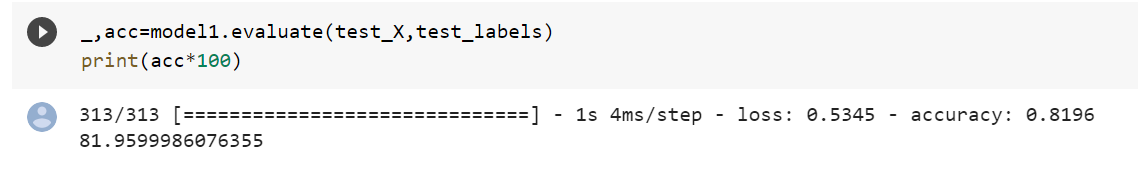 _,acc=model1.evaluate(test_X,test_labels)
print(acc*100)
313/313 [==============================] - 1s 4ms/step - loss: 0.5345 - accuracy: 0.8196
81.9599986076355